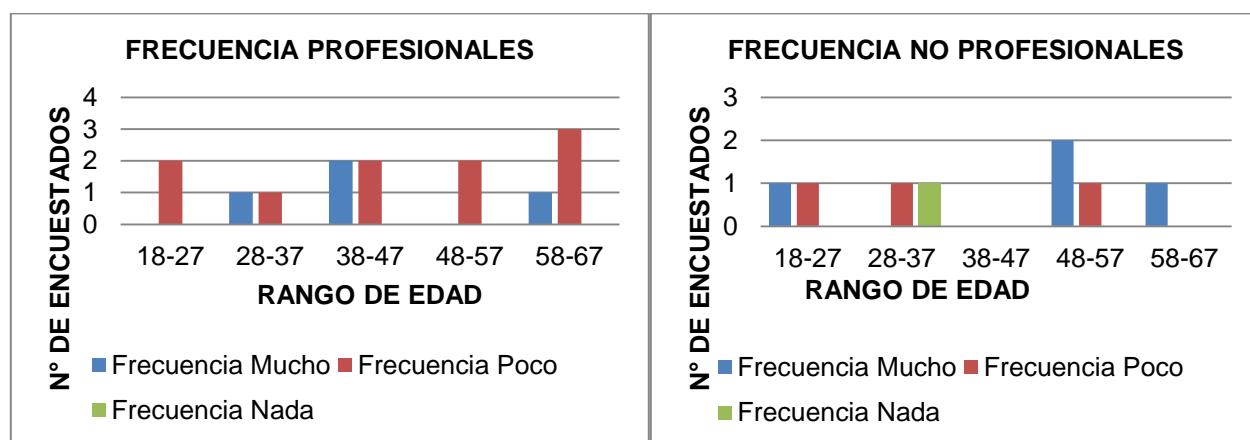 FRECUENCIA PROFESIONALES
N° DE ENCUESTADOS
4
3
2
1
0
18-27 28-37 38-47 48-57 58-67
RANGO DE EDAD
Frecuencia Mucho Frecuencia Poco
Frecuencia Nada
FRECUENCIA NO PROFESIONALES
N° DE ENCUESTADOS
3
2
1
0
18-27 28-37 38-47 48-57 58-67
RANGO DE EDAD
Frecuencia Mucho Frecuencia Poco
Frecuencia Nada